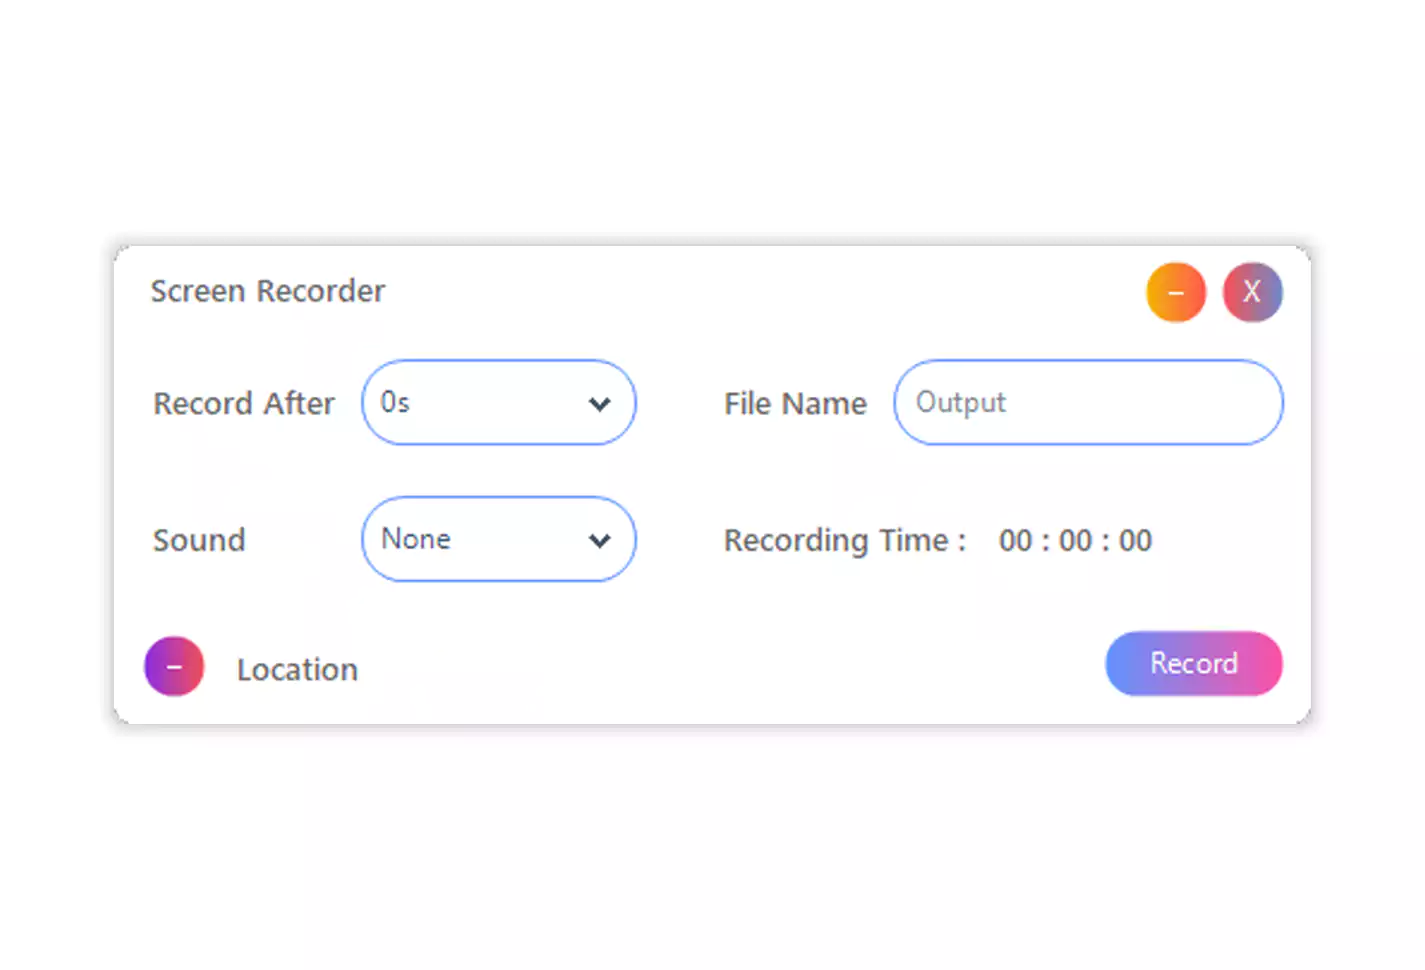 Screen Recorder – X
Record After 0s File Name Output
Sound None Recording Time : 00 : 00 : 00
– Location Record